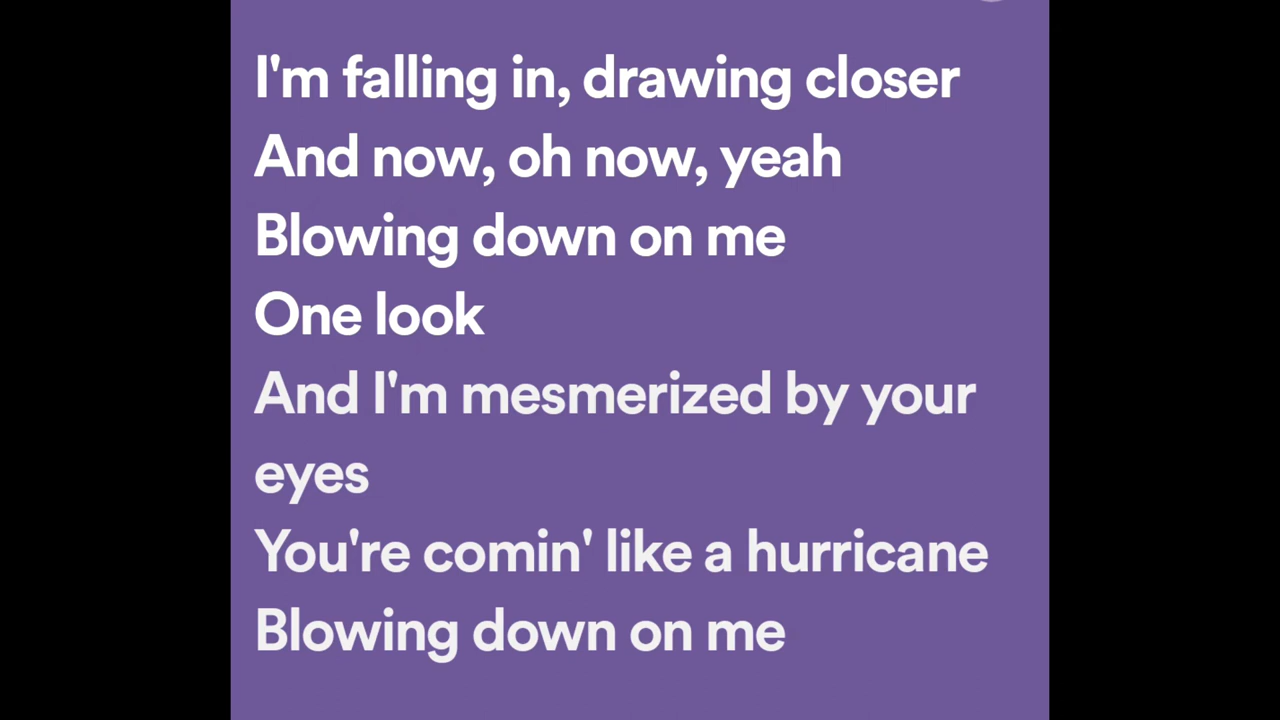 I'm falling in, drawing closer
And now, oh now, yeah
Blowing down on me
One look
And I'm mesmerized by your
eyes
You're comin' like a hurricane
Blowing down on me